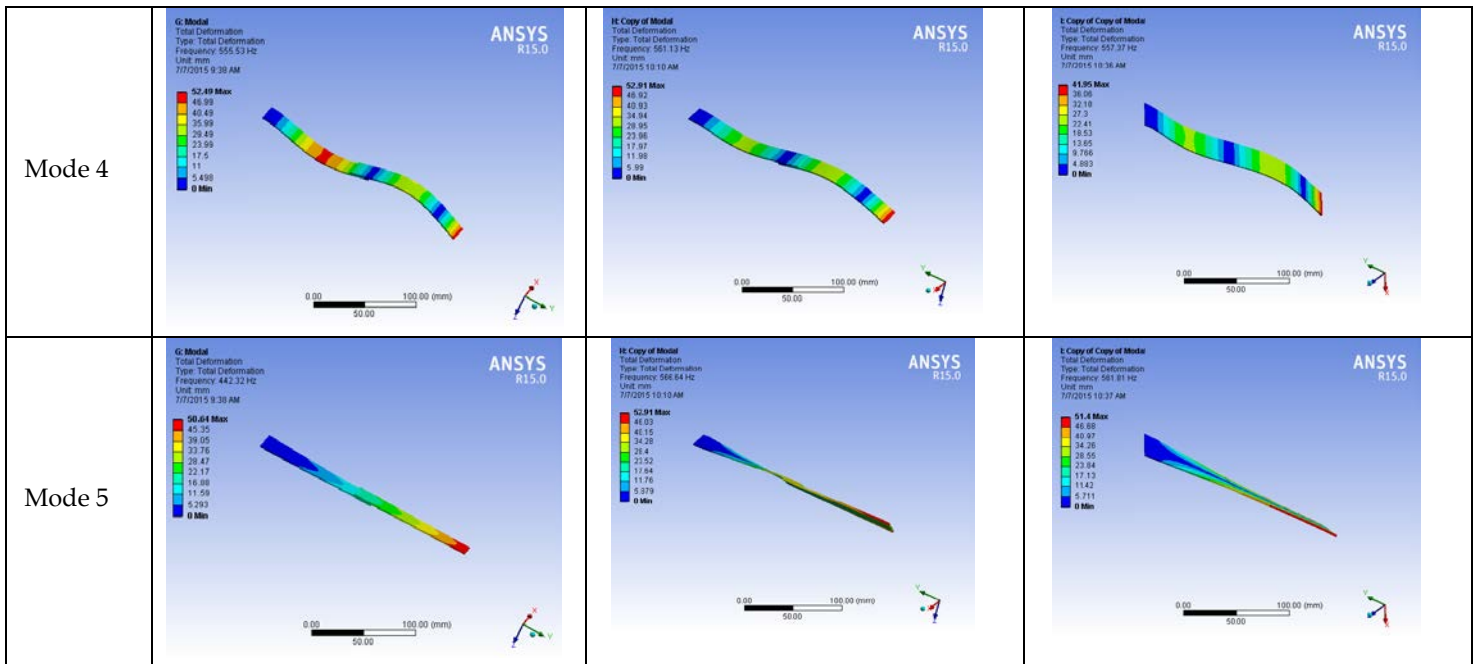 Mode 4
G: Modal
Total Deformation
Type: Total Deformation
Frequency: 555.53 Hz
Unit: mm
7/7/2015 9:38 AM
ANSYS
R15.0
52.49 Max
46.99
40.49
35.99
29.49
23.99
17.5
11
5.498
0 Min
0.00
100.00 (mm)
50.00
X
Y
Z
H: Copy of Modal
Total Deformation
Type: Total Deformation
Frequency: 561.13 Hz
Unit: mm
7/7/2015 10:10 AM
ANSYS
R15.0
52.91 Max
46.92
40.93
34.94
28.95
23.96
17.97
11.98
5.99
0 Min
0.00
100.00 (mm)
50.00
Y
Z
I: Copy of Copy of Modal
Total Deformation
Type: Total Deformation
Frequency: 557.37 Hz
Unit: mm
7/7/2015 10:36 AM
ANSYS
R15.0
41.95 Max
36.06
32.18
27.3
22.41
18.53
13.65
9.766
4.883
0 Min
0.00
100.00 (mm)
50.00
Y
Mode 5
G: Modal
Total Deformation
Type: Total Deformation
Frequency: 442.32 Hz
Unit: mm
7/7/2015 9:38 AM
ANSYS
R15.0
50.64 Max
45.35
39.05
33.76
28.47
22.17
16.88
11.59
5.293
0 Min
0.00
100.00 (mm)
50.00
X
Y
Z
H: Copy of Modal
Total Deformation
Type: Total Deformation
Frequency: 566.64 Hz
Unit: mm
7/7/2015 10:10 AM
ANSYS
R15.0
52.91 Max
46.03
40.15
34.28
28.4
23.52
17.64
11.76
5.879
0 Min
0.00
100.00 (mm)
50.00
Y
Z
I: Copy of Copy of Modal
Total Deformation
Type: Total Deformation
Frequency: 581.81 Hz
Unit: mm
7/7/2015 10:37 AM
ANSYS
R15.0
51.4 Max
46.68
40.97
34.26
28.55
23.84
17.13
11.42
5.711
0 Min
0.00
100.00 (mm)
50.00
Y